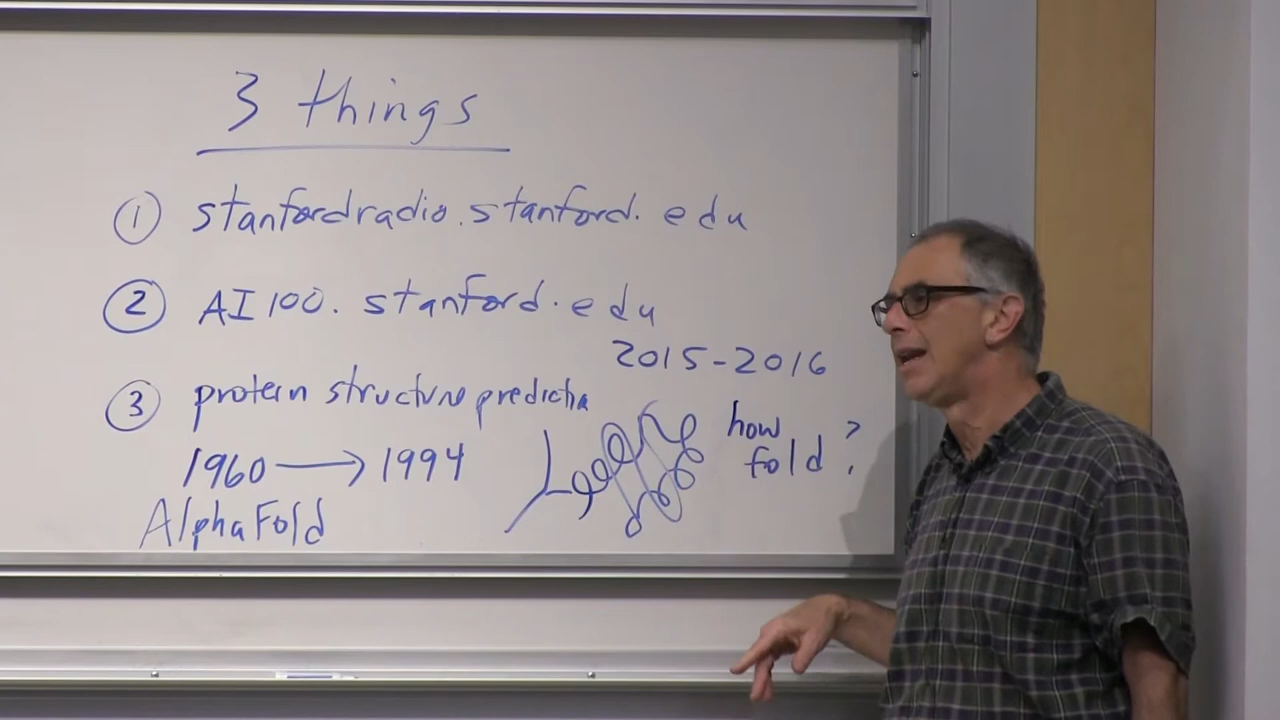 3 things
① stanfordradio.stanford.edu
② AI100.stanford.edu
2015-2016
③ protein structure predictin
1960 → 1994
how fold?
AlphaFold